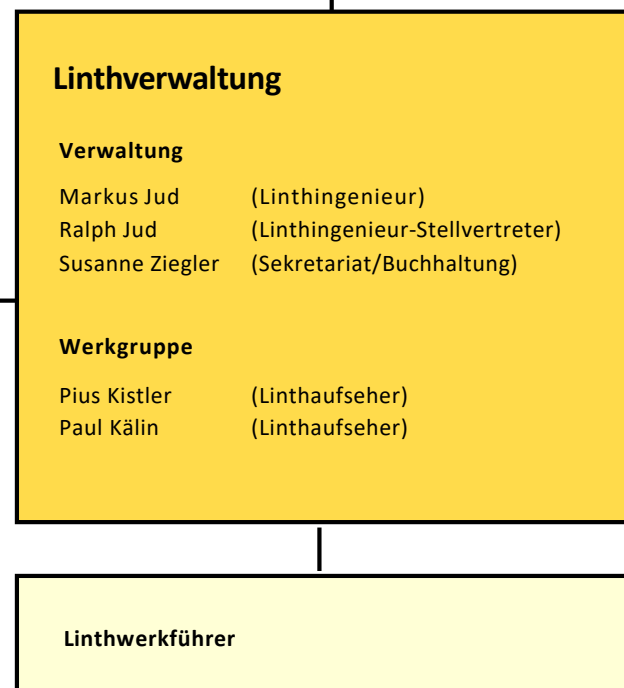 Linthverwaltung
Verwaltung
Markus Jud (Linthingenieur)
Ralph Jud (Linthingenieur-Stellvertreter)
Susanne Ziegler (Sekretariat/Buchhaltung)
Werkgruppe
Pius Kistler (Linthaufseher)
Paul Kälin (Linthaufseher)
Linthwerkführer